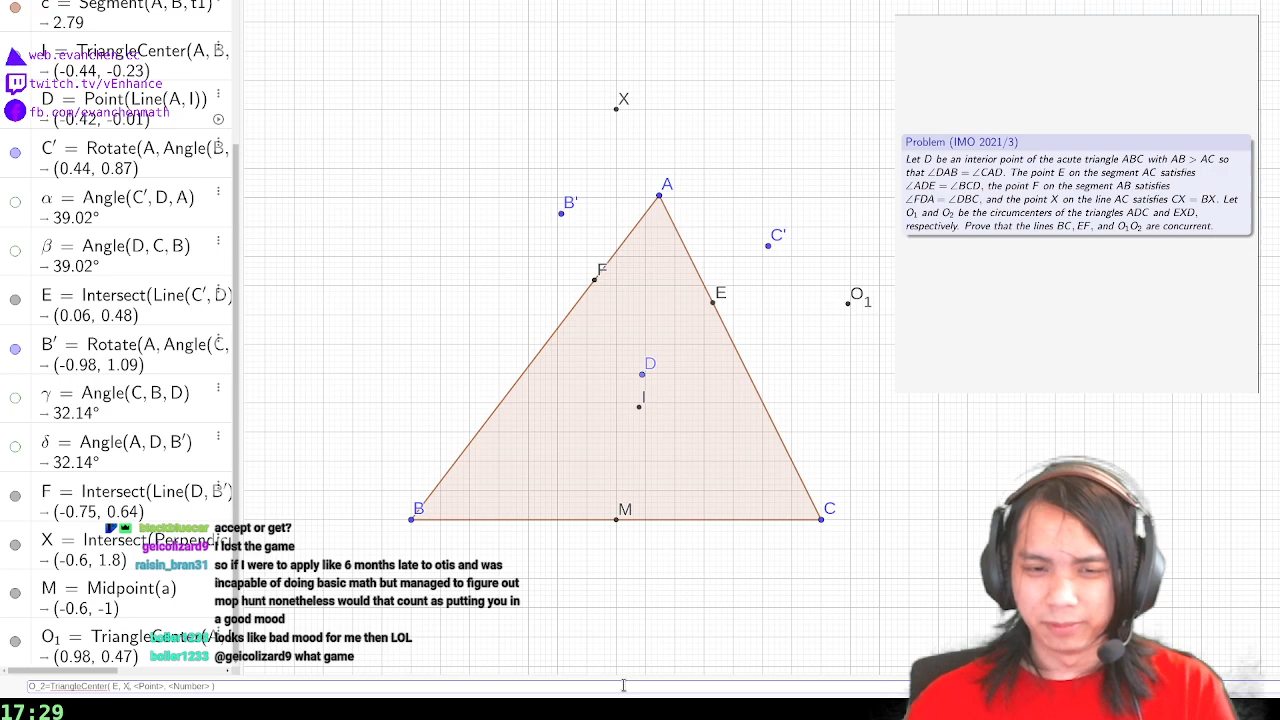 c = Segment(A, B, t1)
→ 2.79
I = TriangleCenter(A, B,
→ (-0.44, -0.23)
D = Point(Line(A, I))
→ (-0.42, -0.01)
C′ = Rotate(A, Angle(B,
→ (0.44, 0.87)
α = Angle(C′, D, A)
→ 39.02°
β = Angle(D, C, B)
→ 39.02°
E = Intersect(Line(C′, D)
→ (0.06, 0.48)
B′ = Rotate(A, Angle(C,
→ (-0.98, 1.09)
γ = Angle(C, B, D)
→ 32.14°
δ = Angle(A, D, B′)
→ 32.14°
F = Intersect(Line(D, B′)
→ (-0.75, 0.64)
X = Intersect(Perpendic
→ (-0.6, 1.8)
M = Midpoint(a)
→ (-0.6, -1)
O₁ = TriangleCenter(A,
→ (0.98, 0.47)
web.evanchen.cc
twitch.tv/vEnhance
fb.com/evanchenmath
X
A
B'
C'
F
E
O₁
D
I
B
M
C
Problem (IMO 2021/3)
Let D be an interior point of the acute triangle ABC with AB > AC so
that ∠DAB = ∠CAD. The point E on the segment AC satisfies
∠ADE = ∠BCD, the point F on the segment AB satisfies
∠FDA = ∠DBC, and the point X on the line AC satisfies CX = BX. Let
O₁ and O₂ be the circumcenters of the triangles ADC and EXD,
respectively. Prove that the lines BC, EF, and O₁O₂ are concurrent.
accept or get?
geicolizard9 I lost the game
raisin_bran31 so if I were to apply like 6 months late to otis and was
incapable of doing basic math but managed to figure out
mop hunt nonetheless would that count as putting you in
a good mood
boiler1233 looks like bad mood for me then LOL
boiler1233 @geicolizard9 what game
O_2=TriangleCenter( E, X, <Point>, <Number> )
17:29